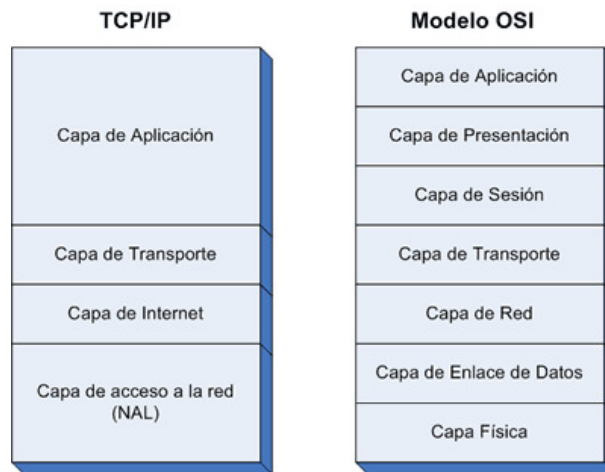 TCP/IP
Capa de Aplicación
Capa de Transporte
Capa de Internet
Capa de acceso a la red
(NAL)
Modelo OSI
Capa de Aplicación
Capa de Presentación
Capa de Sesión
Capa de Transporte
Capa de Red
Capa de Enlace de Datos
Capa Física